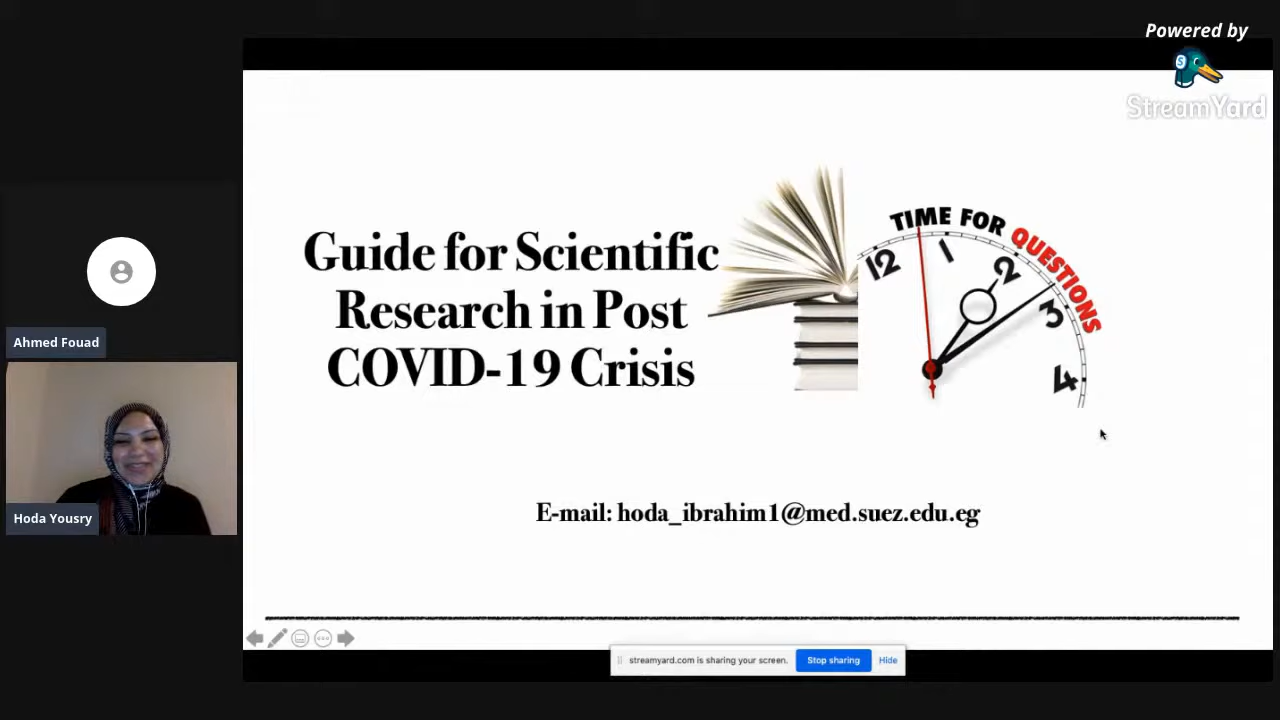 Powered by
StreamYard
Ahmed Fouad
Hoda Yousry
Guide for Scientific
Research in Post
COVID-19 Crisis
TIME FOR QUESTIONS
12
1
2
3
4
E-mail: hoda_ibrahim1@med.suez.edu.eg
streamyard.com is sharing your screen.
Stop sharing
Hide